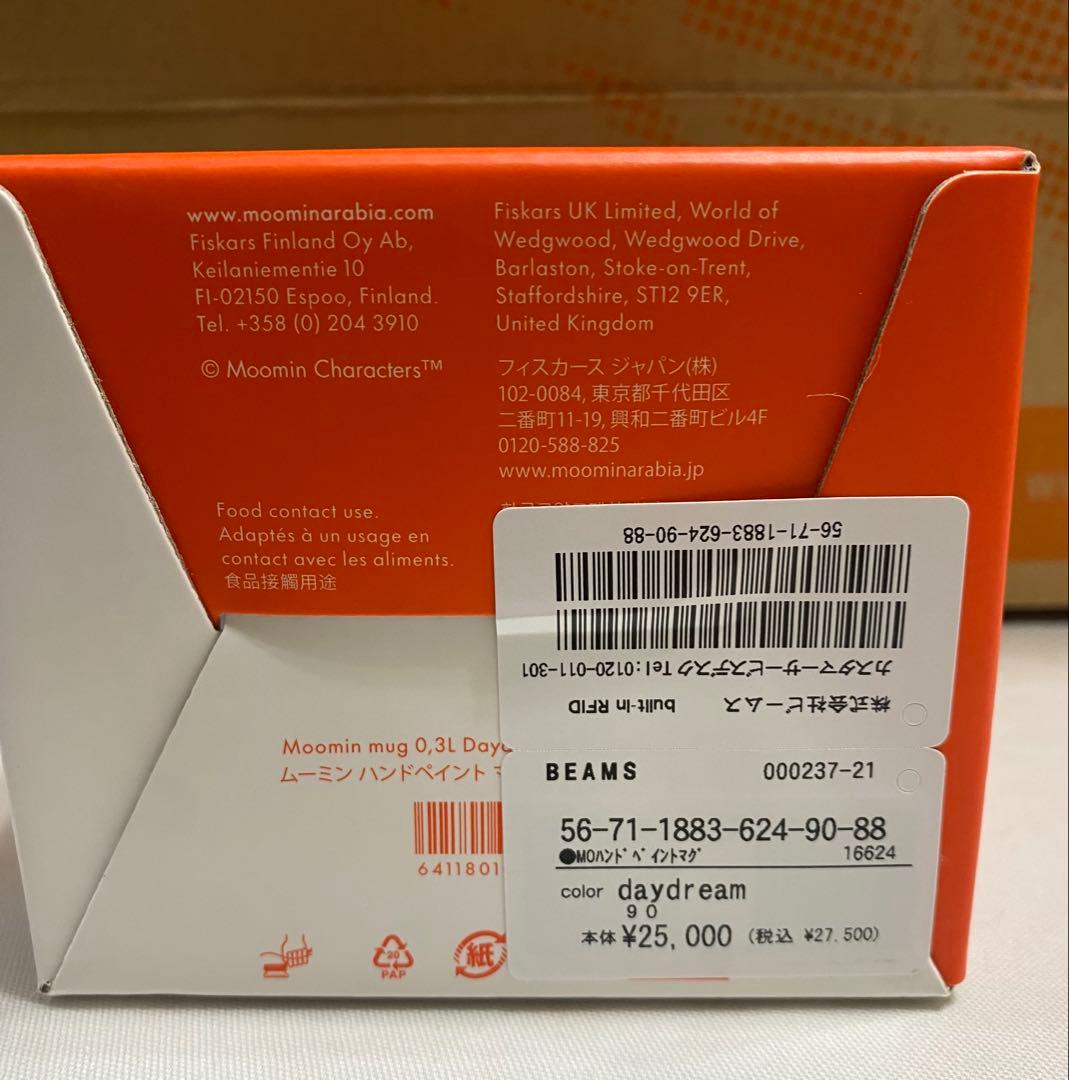 www.moominarabia.com
Fiskars Finland Oy Ab,
Keilaniementie 10
FI-02150 Espoo, Finland.
Tel. +358 (0) 204 3910
© Moomin Characters™
Fiskars UK Limited, World of
Wedgwood, Wedgwood Drive,
Barlaston, Stoke-on-Trent,
Staffordshire, ST12 9ER,
United Kingdom
フィスカース ジャパン(株)
102-0084, 東京都千代田区
二番町11-19, 興和二番町ビル4F
0120-588-825
www.moominarabia.jp
Food contact use.
Adaptés à un usage en
contact avec les aliments.
食品接觸用途
56-71-1883-624-90-88
カスタマーサービスデスク Tel:0120-011-301
株式会社ビームス built-in RFID
Moomin mug 0,3L
ムーミン ハンドペイント
6411801
PAP
20
紙
BEAMS 000237-21
56-71-1883-624-90-88
●MOハンドペイントマグ 16624
color daydream
90
本体 ¥25,000 (税込 ¥27.500)